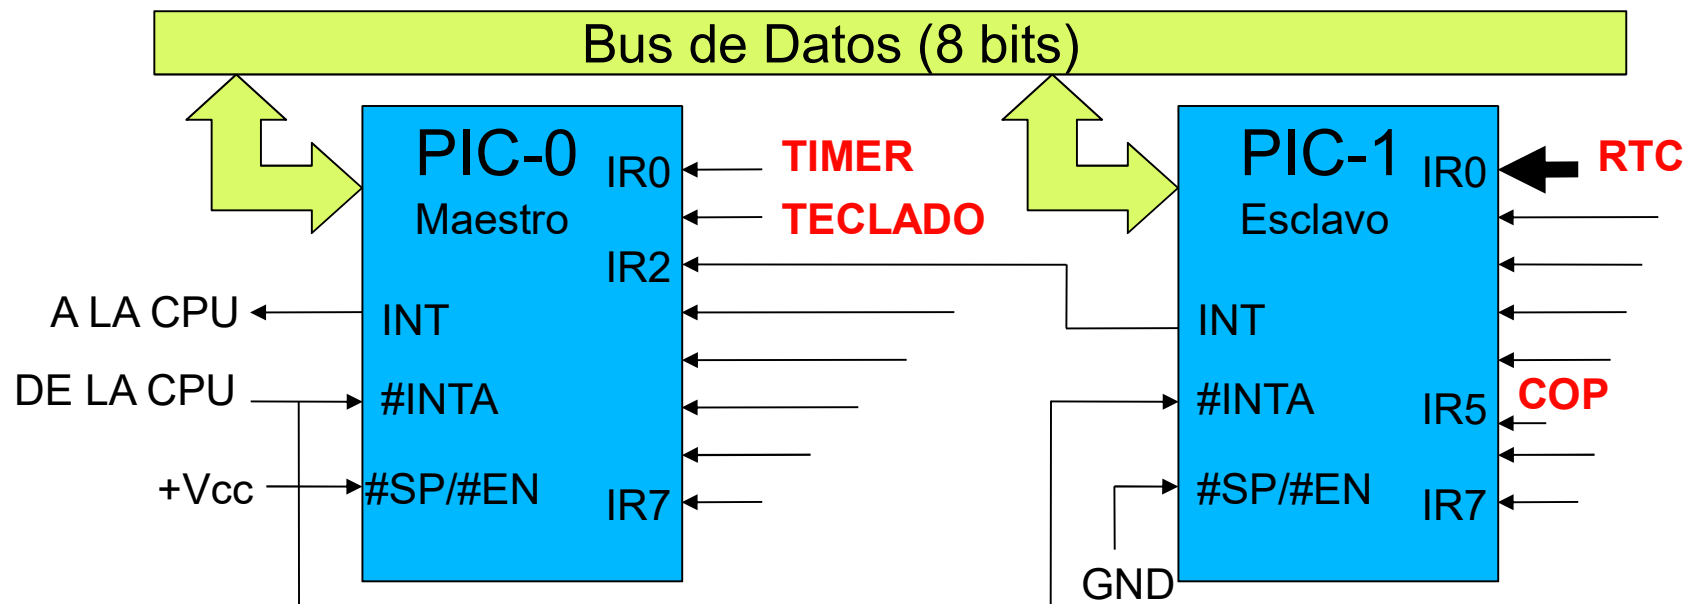 Bus de Datos (8 bits)
PIC-0
Maestro
IR0
TIMER
TECLADO
IR2
A LA CPU
INT
DE LA CPU
#INTA
+Vcc
#SP/#EN
IR7
PIC-1
Esclavo
IR0
RTC
INT
#INTA
COP
IR5
#SP/#EN
IR7
GND